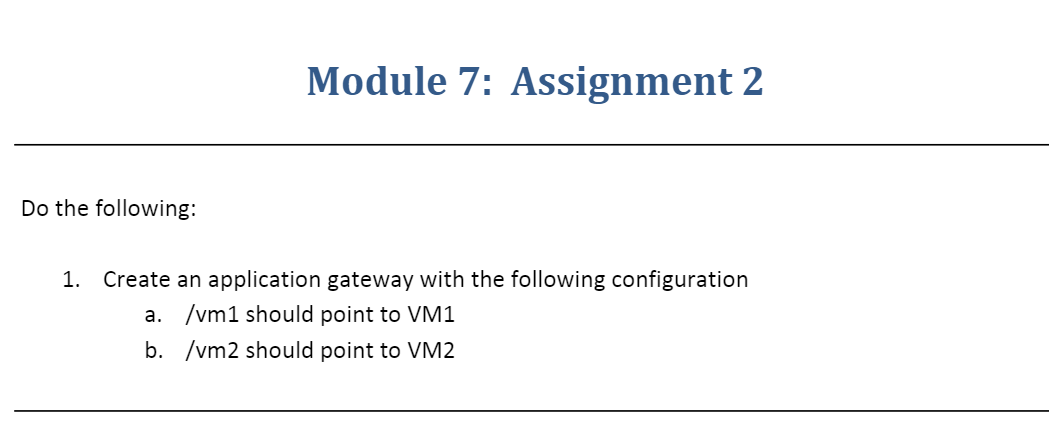 Module 7:  Assignment 2
Do the following:
1. Create an application gateway with the following configuration
a. /vm1 should point to VM1
b. /vm2 should point to VM2